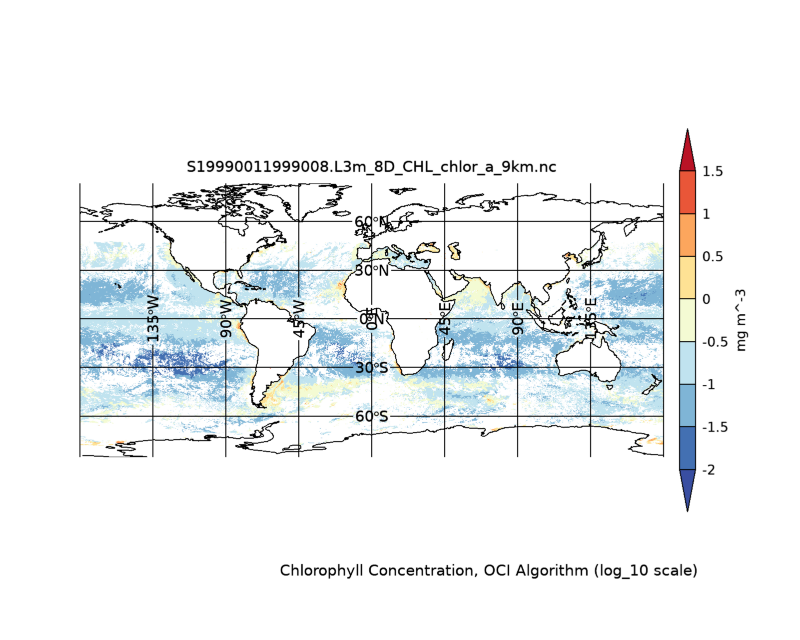 S19990011999008.L3m_8D_CHL_chlor_a_9km.nc
1.5
1
0.5
0
-0.5
-1
-1.5
-2
mg m^-3
60°N
30°N
0°N
30°S
60°S
135°W
90°W
45°W
0°E
45°E
90°E
135°E
Chlorophyll Concentration, OCI Algorithm (log_10 scale)